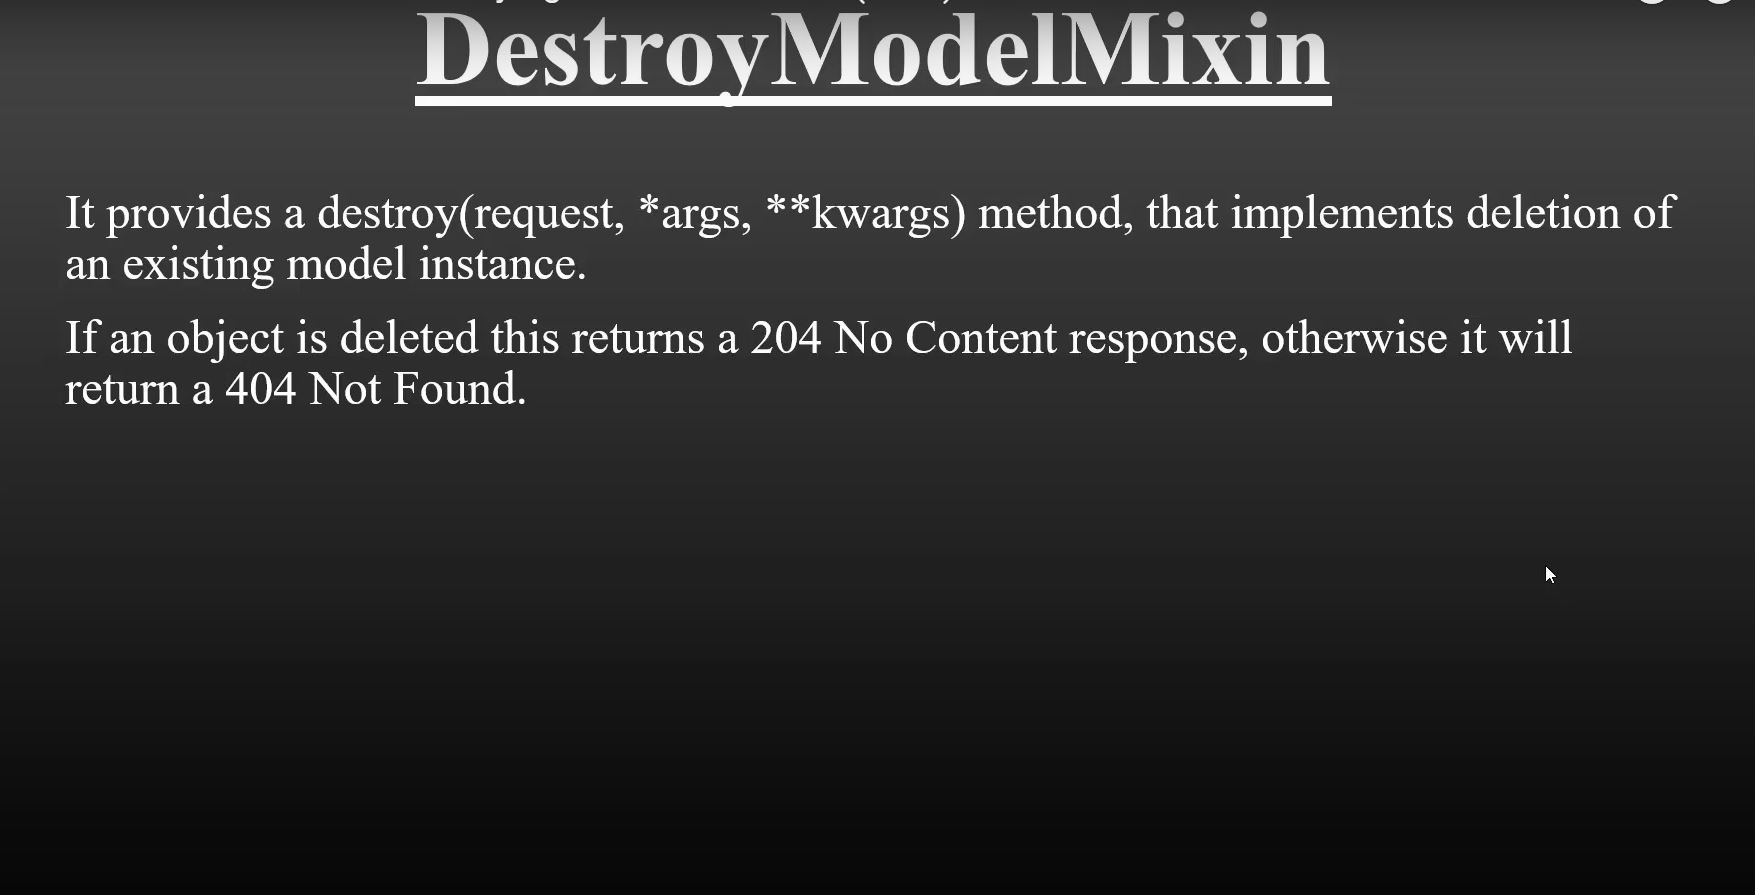 DestroyModelMixin
It provides a destroy(request, *args, **kwargs) method, that implements deletion of
an existing model instance.
If an object is deleted this returns a 204 No Content response, otherwise it will
return a 404 Not Found.